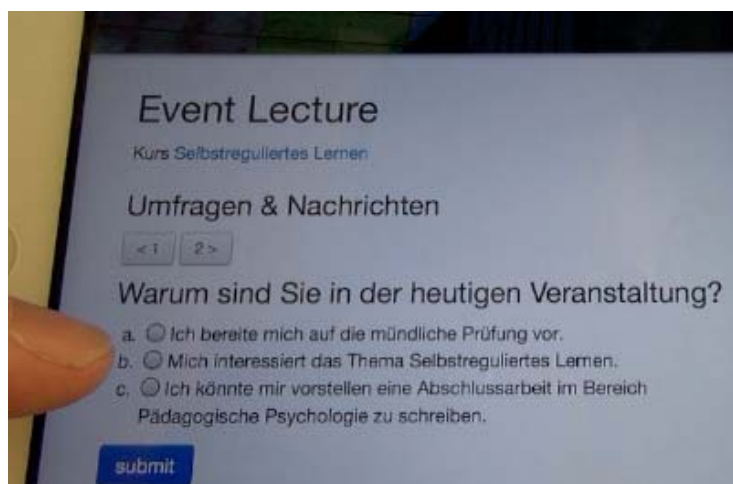 Event Lecture
Kurs Selbstreguliertes Lernen
Umfragen & Nachrichten
< 1 2 >
Warum sind Sie in der heutigen Veranstaltung?
a. Ich bereite mich auf die mündliche Prüfung vor.
b. Mich interessiert das Thema Selbstreguliertes Lernen.
c. Ich könnte mir vorstellen eine Abschlussarbeit im Bereich
Pädagogische Psychologie zu schreiben.
submit